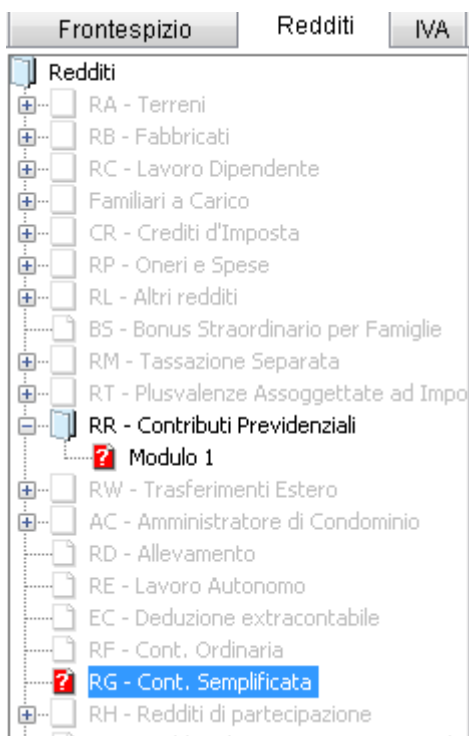 Frontespizio
Redditi
IVA
Redditi
RA - Terreni
RB - Fabbricati
RC - Lavoro Dipendente
Familiari a Carico
CR - Crediti d'Imposta
RP - Oneri e Spese
RL - Altri redditi
BS - Bonus Straordinario per Famiglie
RM - Tassazione Separata
RT - Plusvalenze Assoggettate ad Impo
RR - Contributi Previdenziali
Modulo 1
RW - Trasferimenti Estero
AC - Amministratore di Condominio
RD - Allevamento
RE - Lavoro Autonomo
EC - Deduzione extracontabile
RF - Cont. Ordinaria
RG - Cont. Semplificata
RH - Redditi di partecipazione